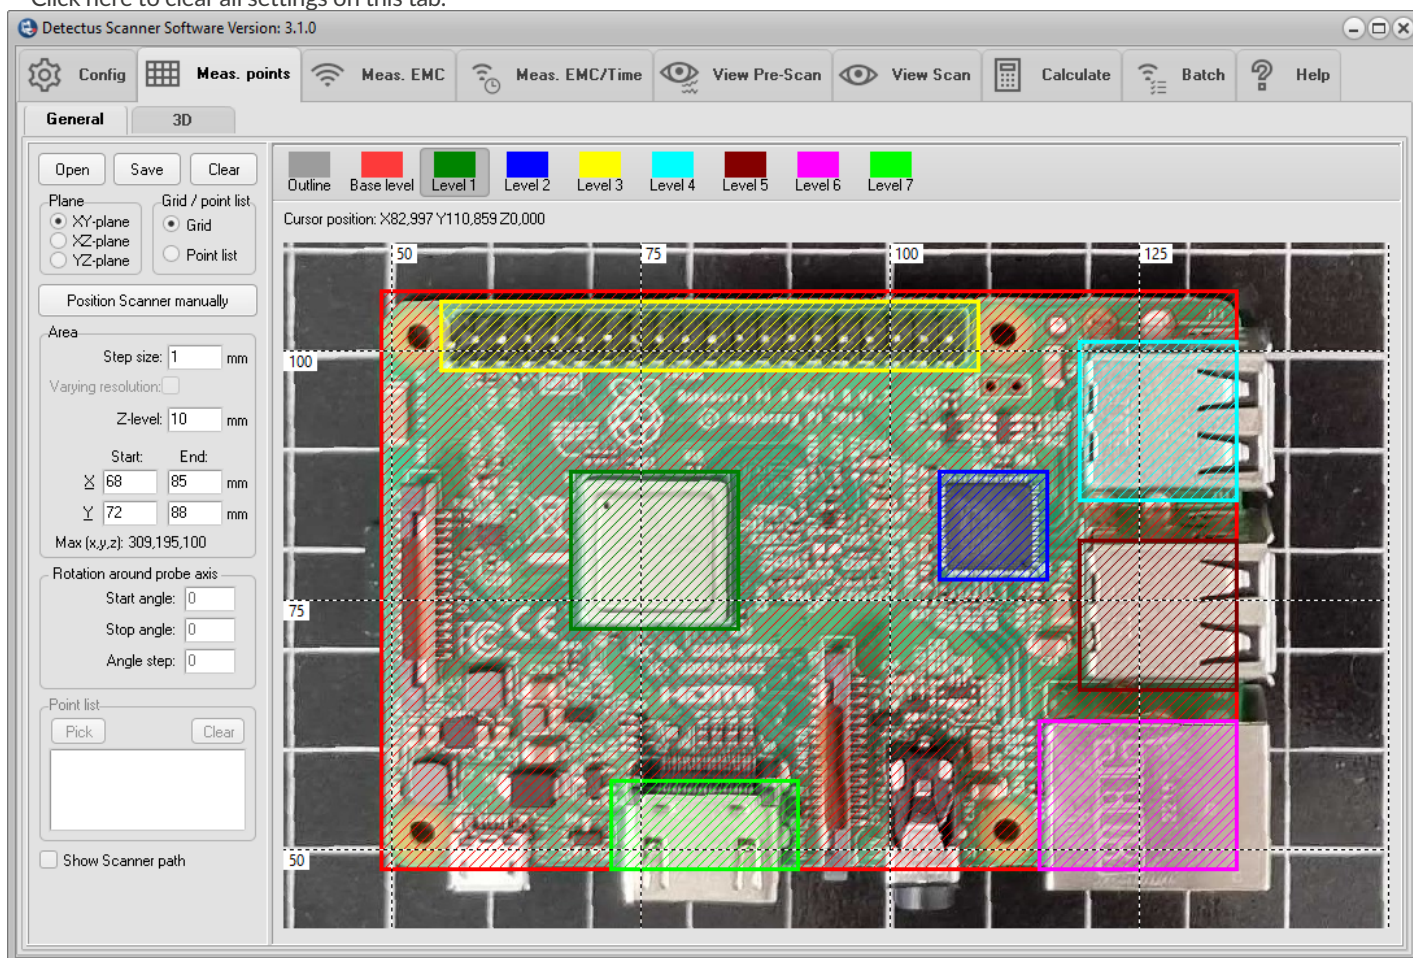 Click here to clear all settings on this tab.
Detectus Scanner Software Version: 3.1.0
Config
Meas. points
Meas. EMC
Meas. EMC/Time
View Pre-Scan
View Scan
Calculate
Batch
Help
General
3D
Open
Save
Clear
Plane
XY-plane
XZ-plane
YZ-plane
Grid / point list
Grid
Point list
Position Scanner manually
Area
Step size: 1 mm
Varying resolution:
Z-level: 10 mm
Start: End:
X 68 85 mm
Y 72 88 mm
Max (x,y,z): 309,195,100
Rotation around probe axis
Start angle: 0
Stop angle: 0
Angle step: 0
Point list
Pick
Clear
Show Scanner path
Outline
Base level
Level 1
Level 2
Level 3
Level 4
Level 5
Level 6
Level 7
Cursor position: X82,997 Y110,859 Z0,000
50
75
100
125
100
75
50